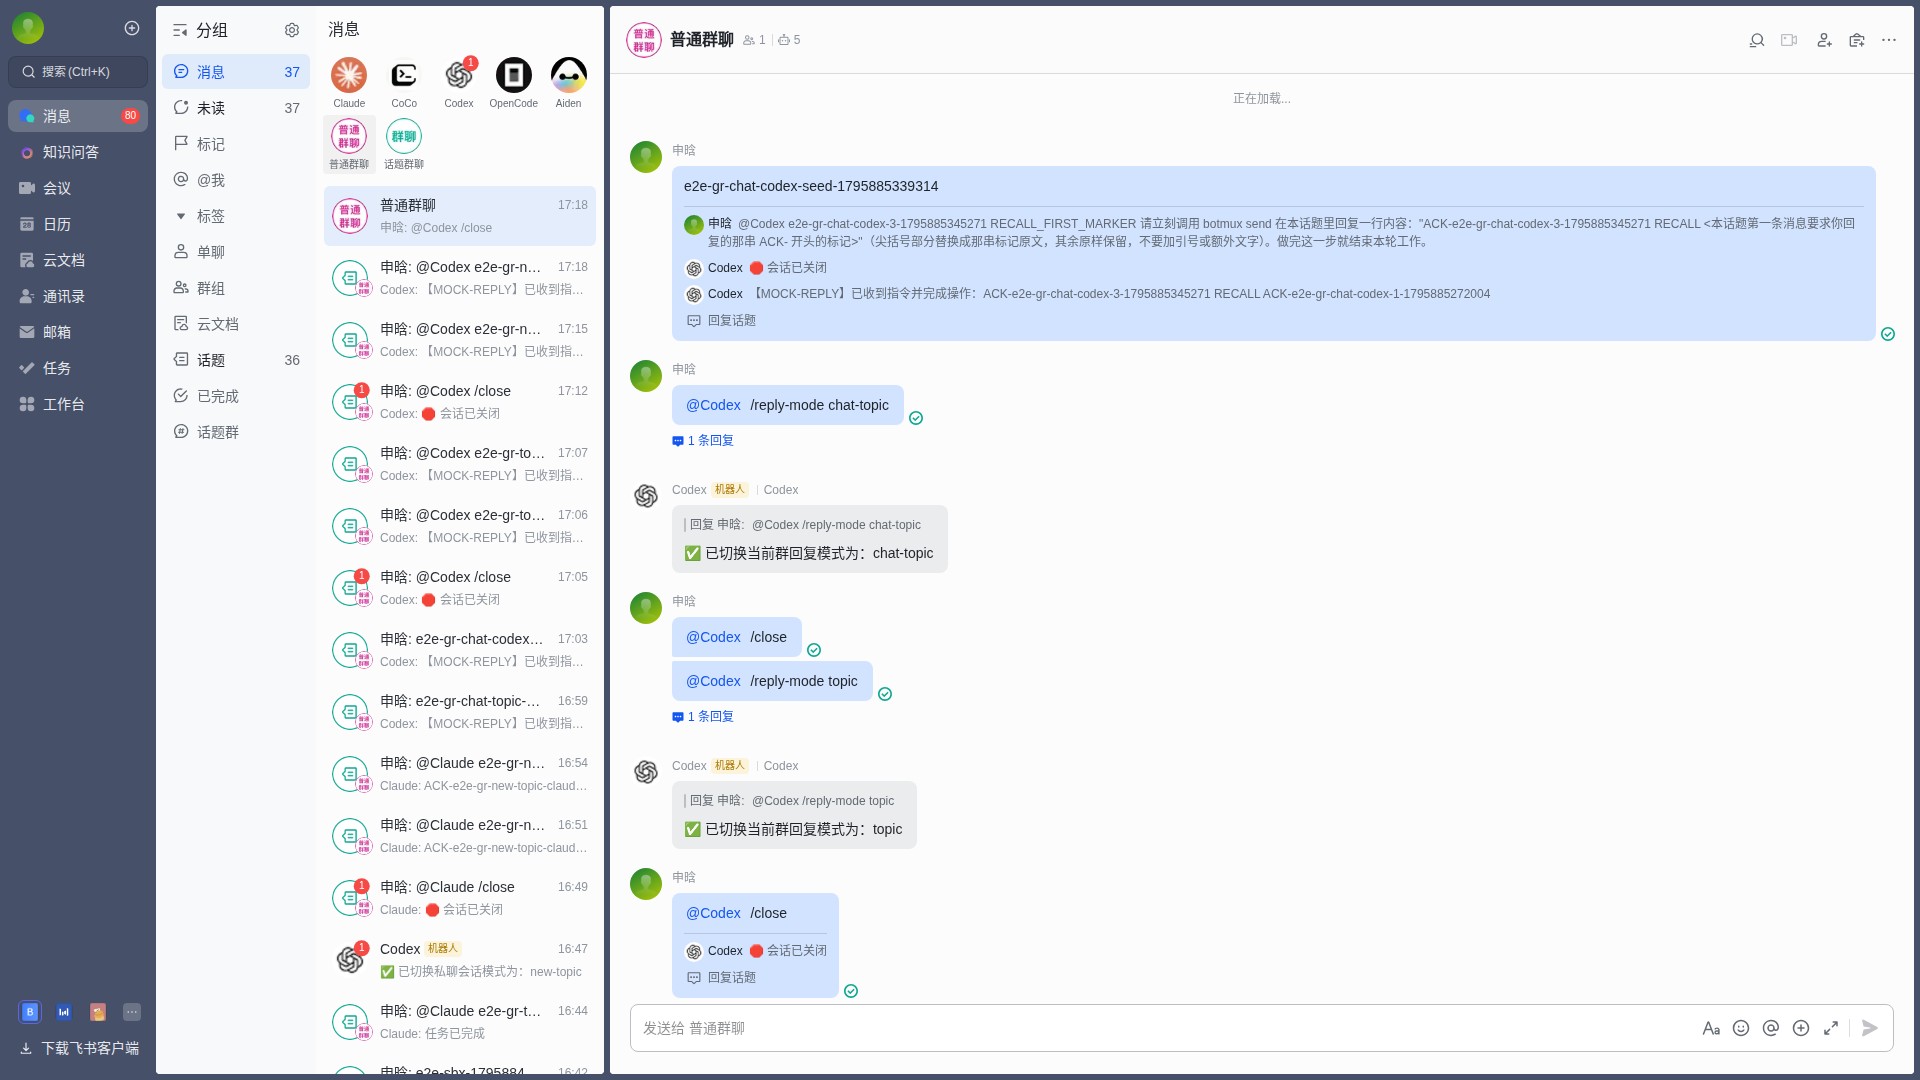 搜索 (Ctrl+K)
消息
80
知识问答
会议
日历
云文档
通讯录
邮箱
任务
工作台
下载飞书客户端
分组
消息
37
未读
37
标记
@我
标签
单聊
群组
云文档
话题
36
已完成
话题群
消息
Claude
CoCo
1
Codex
OpenCode
Aiden
普通群聊
普通群聊
群聊
话题群聊
普通群聊
普通群聊
17:18
申晗: @Codex /close
申晗: @Codex e2e-gr-n...
17:18
Codex: 【MOCK-REPLY】已收到指...
申晗: @Codex e2e-gr-n...
17:15
Codex: 【MOCK-REPLY】已收到指...
1
申晗: @Codex /close
17:12
Codex: 🛑 会话已关闭
申晗: @Codex e2e-gr-to...
17:07
Codex: 【MOCK-REPLY】已收到指...
申晗: @Codex e2e-gr-to...
17:06
Codex: 【MOCK-REPLY】已收到指...
1
申晗: @Codex /close
17:05
Codex: 🛑 会话已关闭
申晗: e2e-gr-chat-codex...
17:03
Codex: 【MOCK-REPLY】已收到指...
申晗: e2e-gr-chat-topic-...
16:59
Codex: 【MOCK-REPLY】已收到指...
申晗: @Claude e2e-gr-n...
16:54
Claude: ACK-e2e-gr-new-topic-claud...
申晗: @Claude e2e-gr-n...
16:51
Claude: ACK-e2e-gr-new-topic-claud...
1
申晗: @Claude /close
16:49
Claude: 🛑 会话已关闭
1
Codex 机器人
16:47
✅ 已切换私聊会话模式为：new-topic
申晗: @Claude e2e-gr-t...
16:44
Claude: 任务已完成
申晗: e2e-sbx-1795884...
16:42
普通群聊
普通群聊
1
5
正在加载...
申晗
e2e-gr-chat-codex-seed-1795885339314
申晗 @Codex e2e-gr-chat-codex-3-1795885345271 RECALL_FIRST_MARKER 请立刻调用 botmux send 在本话题里回复一行内容："ACK-e2e-gr-chat-codex-3-1795885345271 RECALL <本话题第一条消息要求你回
复的那串 ACK- 开头的标记>"（尖括号部分替换成那串标记原文，其余原样保留，不要加引号或额外文字）。做完这一步就结束本轮工作。
Codex 🛑 会话已关闭
Codex 【MOCK-REPLY】已收到指令并完成操作：ACK-e2e-gr-chat-codex-3-1795885345271 RECALL ACK-e2e-gr-chat-codex-1-1795885272004
回复话题
申晗
@Codex /reply-mode chat-topic
1 条回复
Codex 机器人 | Codex
回复 申晗：@Codex /reply-mode chat-topic
✅ 已切换当前群回复模式为：chat-topic
申晗
@Codex /close
@Codex /reply-mode topic
1 条回复
Codex 机器人 | Codex
回复 申晗：@Codex /reply-mode topic
✅ 已切换当前群回复模式为：topic
申晗
@Codex /close
Codex 🛑 会话已关闭
回复话题
发送给 普通群聊